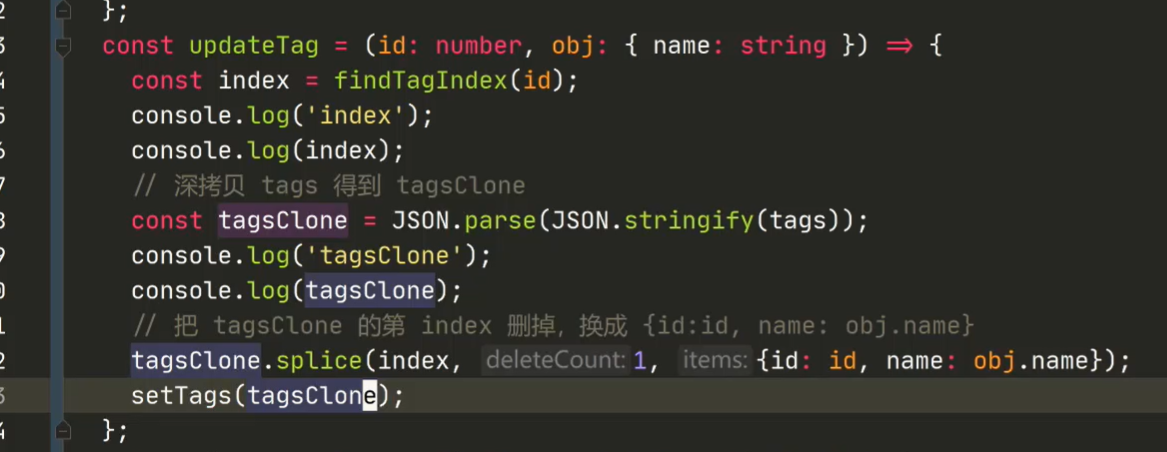 2 };
3 const updateTag = (id: number, obj: { name: string }) => {
4 const index = findTagIndex(id);
5 console.log('index');
6 console.log(index);
7 // 深拷贝 tags 得到 tagsClone
8 const tagsClone = JSON.parse(JSON.stringify(tags));
9 console.log('tagsClone');
0 console.log(tagsClone);
1 // 把 tagsClone 的第 index 删掉，换成 {id:id, name: obj.name}
2 tagsClone.splice(index, deleteCount: 1, items: {id: id, name: obj.name});
3 setTags(tagsClone);
4 };